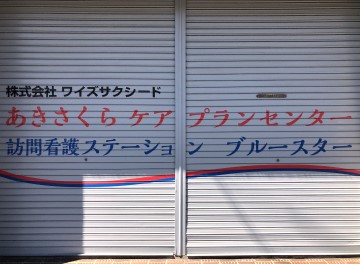 株式会社 ワイズサクシード
あきさくら ケア プランセンター
訪問看護ステーション ブルースター